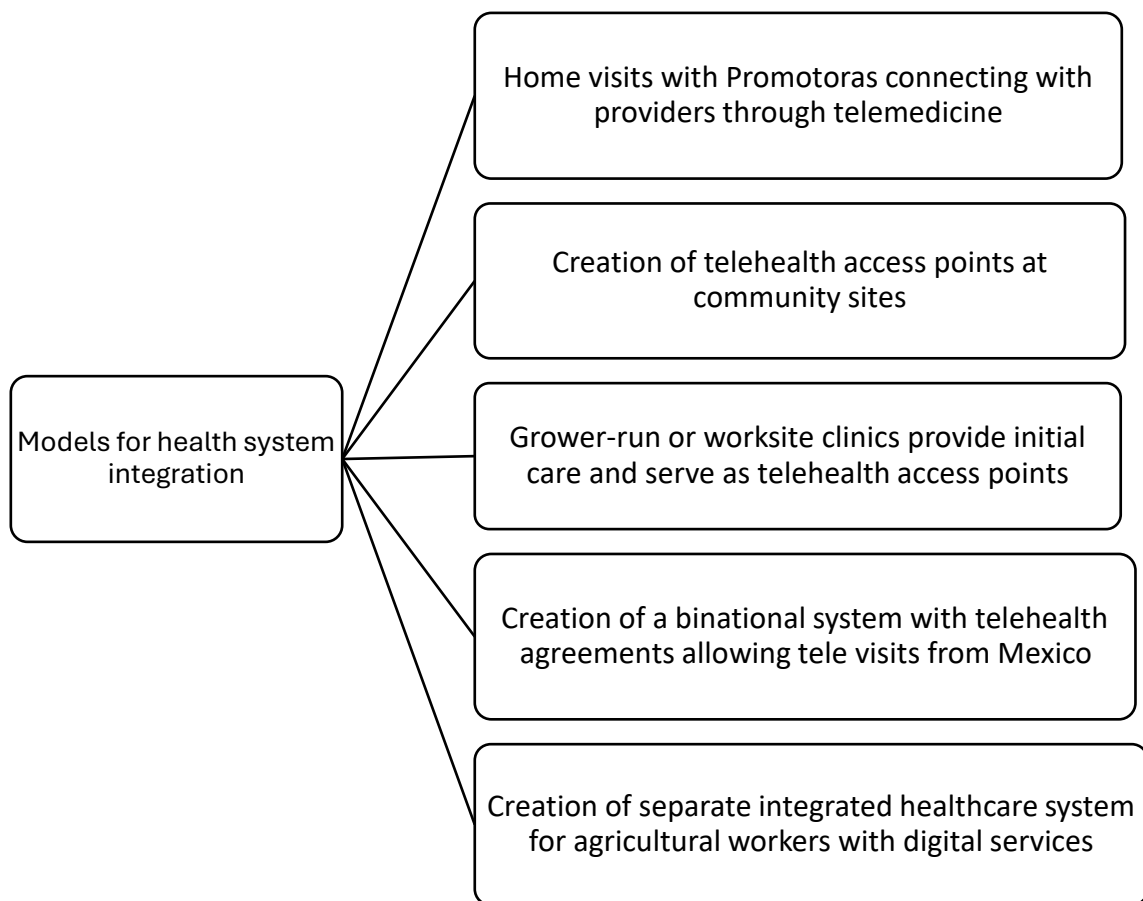 Home visits with Promotoras connecting with
providers through telemedicine
Creation of telehealth access points at
community sites
Models for health system
integration
Grower-run or worksite clinics provide initial
care and serve as telehealth access points
Creation of a binational system with telehealth
agreements allowing tele visits from Mexico
Creation of separate integrated healthcare system
for agricultural workers with digital services